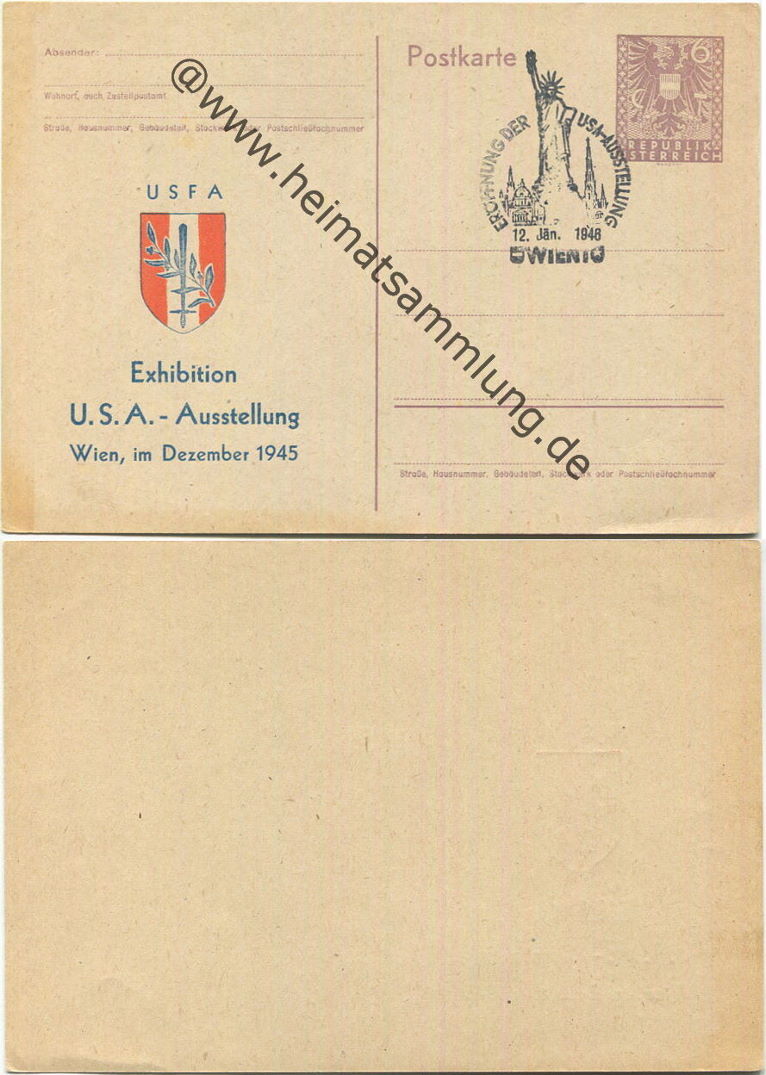 Absender:
Wohnort, auch Zustellpostamt
Straße, Hausnummer, Gebäudeteil, Stockwerk oder Postschließfachnummer
USFA
Exhibition
U.S.A.-Ausstellung
Wien, im Dezember 1945
Postkarte
6
REPUBLIK
ÖSTERREICH
ERÖFFNUNG DER USA-AUSSTELLUNG
12. Jän. 1946
WIEN
Straße, Hausnummer, Gebäudeteil, Stockwerk oder Postschließfachnummer
@www.heimatsammlung.de